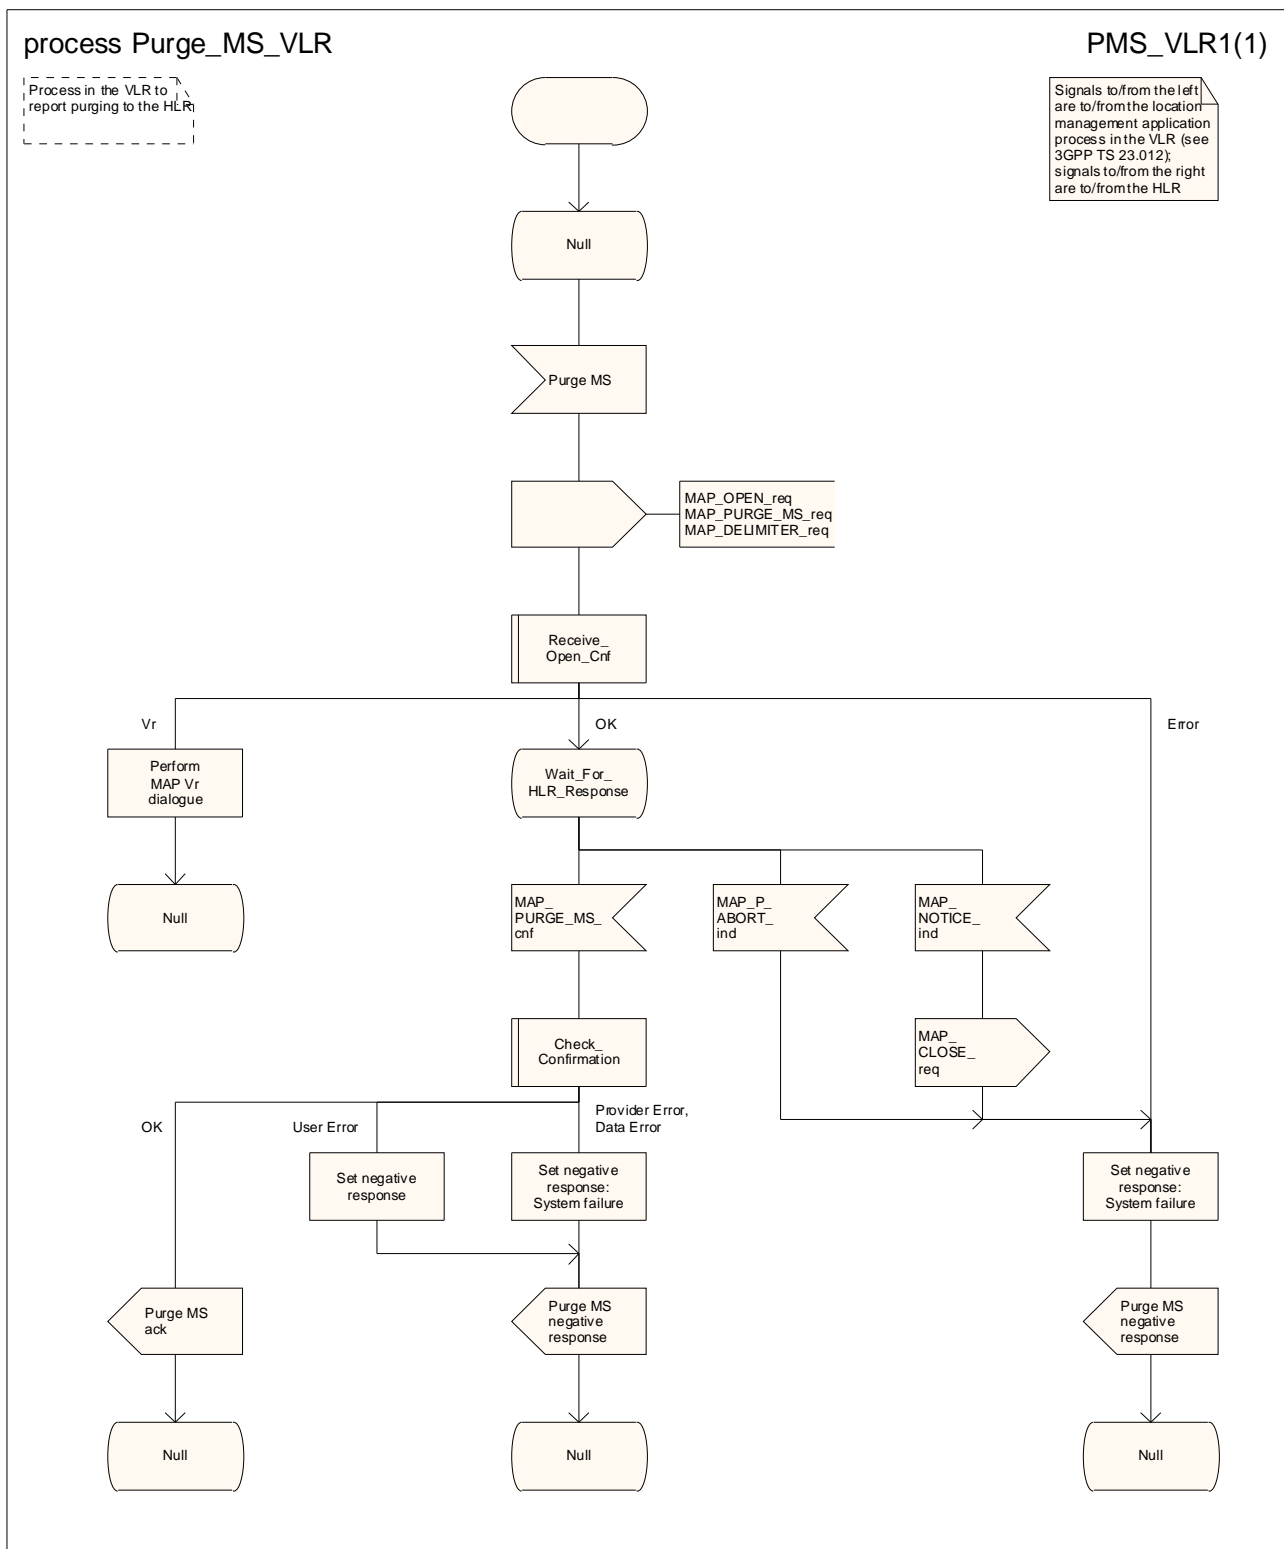 process Purge_MS_VLR
PMS_VLR1(1)
Process in the VLR to
report purging to the HLR
Signals to/from the left
are to/from the location
management application
process in the VLR (see
3GPP TS 23.012);
signals to/from the right
are to/from the HLR
Null
Purge MS
MAP_OPEN_req
MAP_PURGE_MS_req
MAP_DELIMITER_req
Receive_
Open_Cnf
Vr
OK
Error
Perform
MAP Vr
dialogue
Wait_For_
HLR_Response
Null
MAP_
PURGE_MS_
cnf
MAP_P_
ABORT_
ind
MAP_
NOTICE_
ind
Check_
Confirmation
MAP_
CLOSE_
req
OK
User Error
Provider Error,
Data Error
Set negative
response
Set negative
response:
System failure
Set negative
response:
System failure
Purge MS
ack
Purge MS
negative
response
Purge MS
negative
response
Null
Null
Null